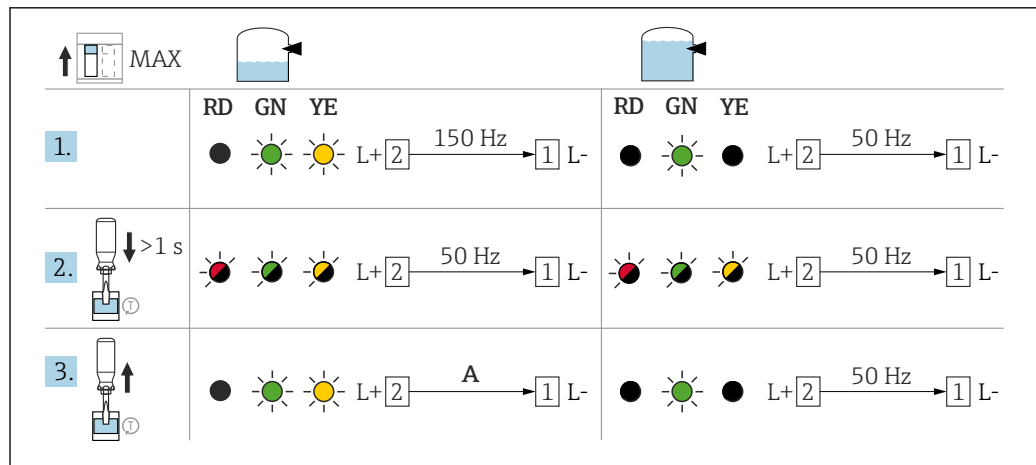 MAX
RD GN YE RD GN YE
1. L+ 2 150 Hz 1 L- L+ 2 50 Hz 1 L-
2. >1 s T L+ 2 50 Hz 1 L- L+ 2 50 Hz 1 L-
3. T L+ 2 A 1 L- L+ 2 50 Hz 1 L-